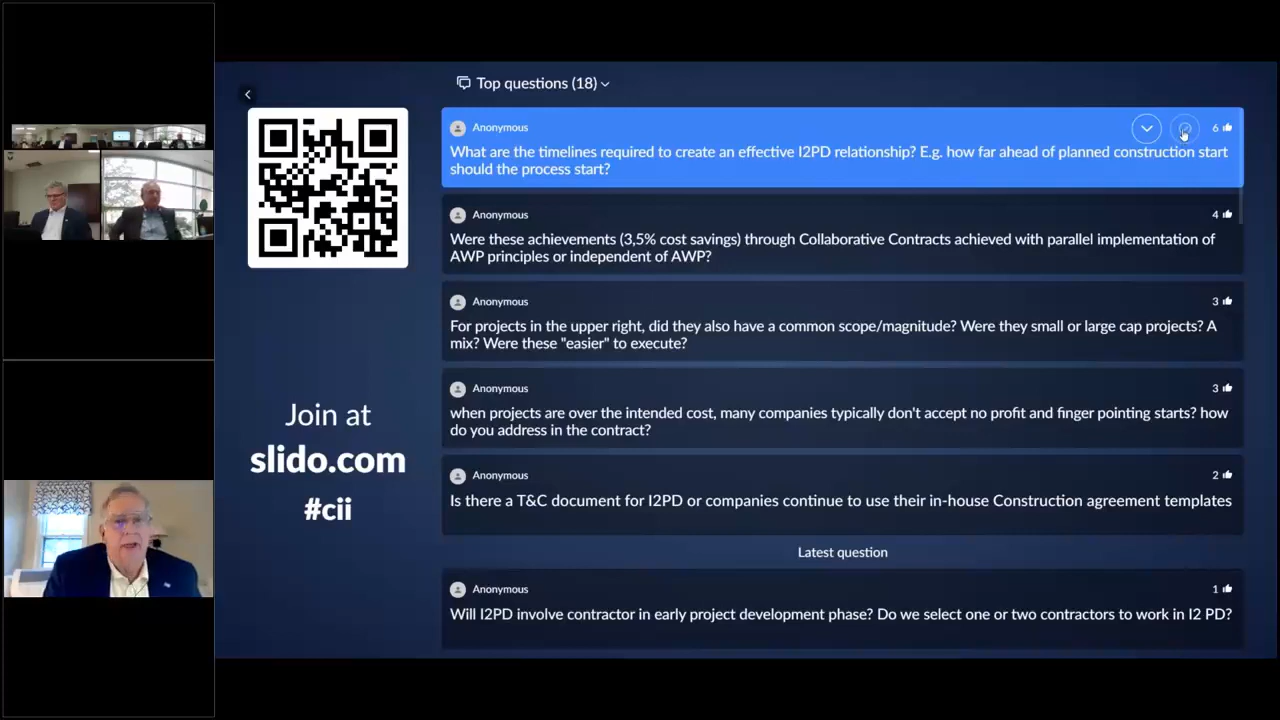 Top questions (18)
Anonymous
6
What are the timelines required to create an effective I2PD relationship? E.g. how far ahead of planned construction start
should the process start?
Anonymous
4
Were these achievements (3,5% cost savings) through Collaborative Contracts achieved with parallel implementation of
AWP principles or independent of AWP?
Anonymous
3
For projects in the upper right, did they also have a common scope/magnitude? Were they small or large cap projects? A
mix? Were these "easier" to execute?
Anonymous
3
when projects are over the intended cost, many companies typically don't accept no profit and finger pointing starts? how
do you address in the contract?
Anonymous
2
Is there a T&C document for I2PD or companies continue to use their in-house Construction agreement templates
Latest question
Anonymous
1
Will I2PD involve contractor in early project development phase? Do we select one or two contractors to work in I2 PD?
Join at
slido.com
#cii